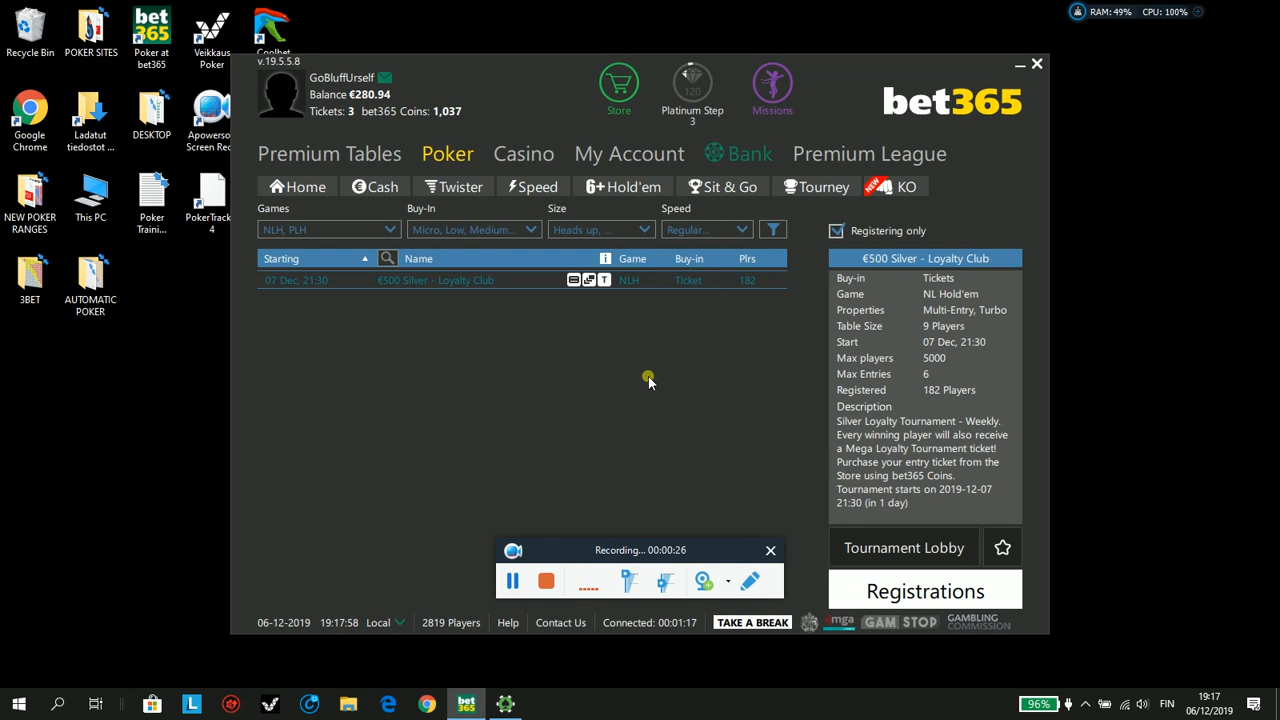 RAM: 49% CPU: 100%
Recycle Bin
POKER SITES
bet
365
Poker at
bet365
Veikkaus
Poker
Coolbet
Google
Chrome
Ladatut
tiedostot ...
DESKTOP
Apowersoft
Screen Rec
NEW POKER
RANGES
This PC
Poker
Traini...
PokerTrack
4
3BET
AUTOMATIC
POKER
v.19.5.5.8
GoBluffUrself
Balance €280.94
Tickets: 3 bet365 Coins: 1,037
Store
120
Platinum Step
3
Missions
bet365
Premium Tables Poker Casino My Account Bank Premium League
Home Cash Twister Speed 6+Hold'em Sit & Go Tourney NEW KO
Games Buy-In Size Speed
NLH, PLH Micro, Low, Medium... Heads up, ... Regular...
Registering only
Starting Name i Game Buy-in Plrs
07 Dec, 21:30 €500 Silver - Loyalty Club T NLH Ticket 182
€500 Silver - Loyalty Club
Buy-in Tickets
Game NL Hold'em
Properties Multi-Entry, Turbo
Table Size 9 Players
Start 07 Dec, 21:30
Max players 5000
Max Entries 6
Registered 182 Players
Description
Silver Loyalty Tournament - Weekly.
Every winning player will also receive
a Mega Loyalty Tournament ticket!
Purchase your entry ticket from the
Store using bet365 Coins.
Tournament starts on 2019-12-07
21:30 (in 1 day)
Tournament Lobby
Registrations
Recording... 00:00:26
06-12-2019 19:17:58 Local 2819 Players Help Contact Us Connected: 00:01:17 TAKE A BREAK mga GAMSTOP GAMBLING
COMMISSION
L
bet
365
96%
FIN
19:17
06/12/2019